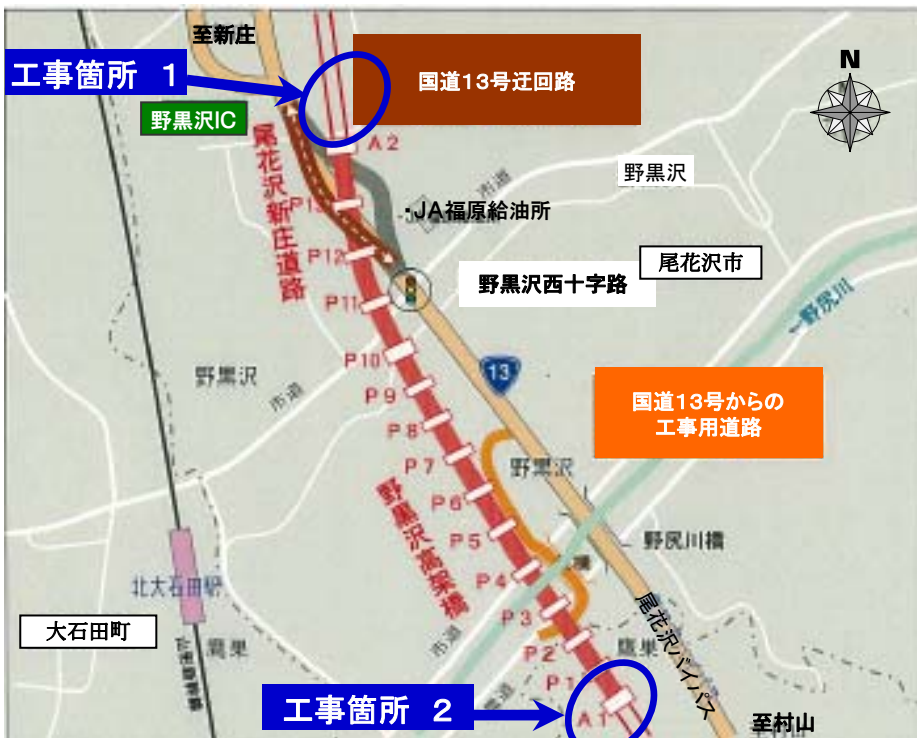 至新庄
工事箇所 1
国道13号迂回路
N
野黒沢IC
A2
野黒沢
市道
尾花沢新庄道路
P13
・JA福原給油所
P12
尾花沢市
野黒沢西十字路
P11
←野尻川
P10
13
野黒沢
市道
P9
国道13号からの
工事用道路
P8
P7
野黒沢
P6
野黒沢高架橋
P5
野尻川橋
P4
北大石田駅
P3
尾花沢バイパス
大石田町
市道
鷹巣
P2
鷹巣
P1
工事箇所 2
A1
至村山